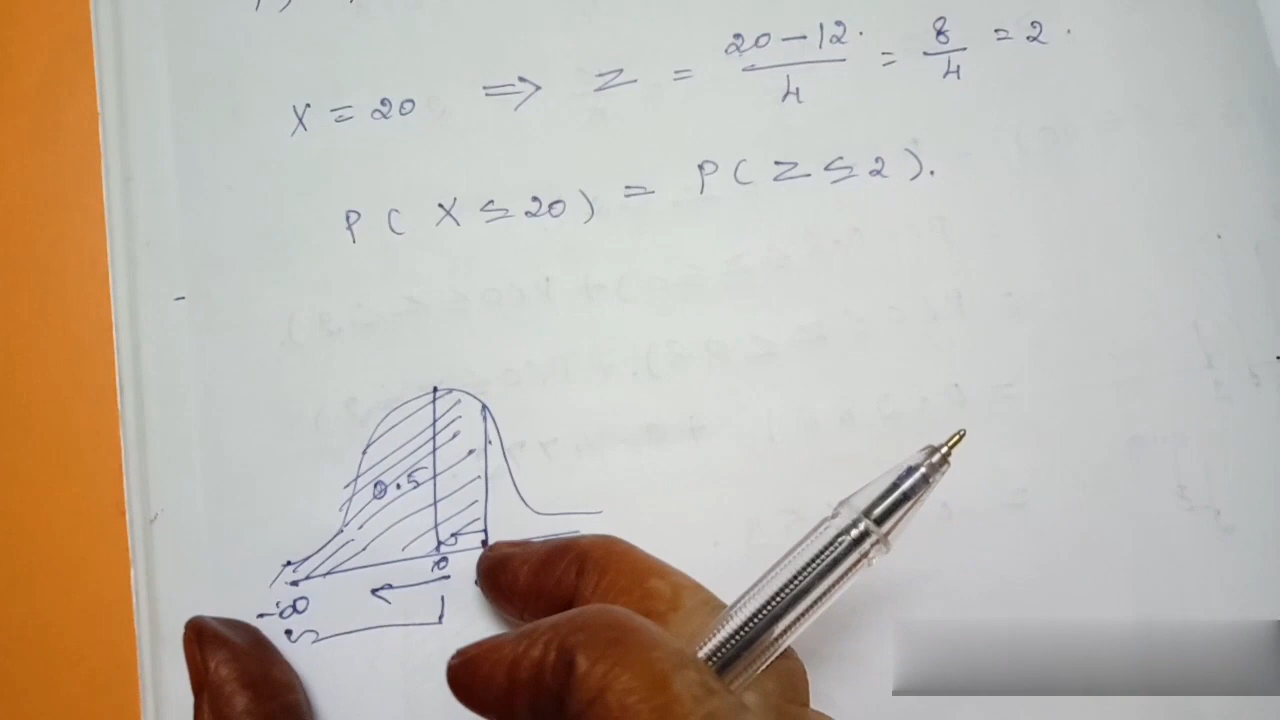 X = 20 ⇒ Z = 20-12 / 4 = 8/4 = 2.
P ( X ≤ 20 ) = P ( Z ≤ 2 ).
0.5
0
-∞